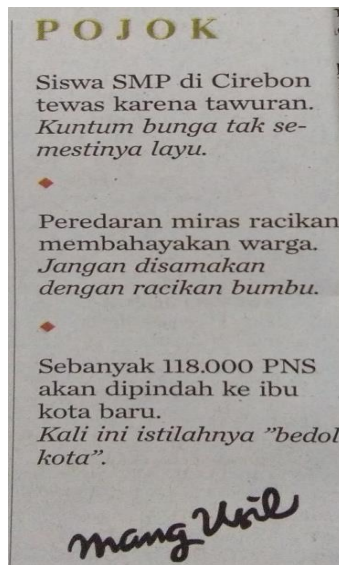 POJOK
Siswa SMP di Cirebon
tewas karena tawuran.
Kuntum bunga tak se-
mestinya layu.
Peredaran miras racikan
membahayakan warga.
Jangan disamakan
dengan racikan bumbu.
Sebanyak 118.000 PNS
akan dipindah ke ibu
kota baru.
Kali ini istilahnya ”bedol
kota”.
mang Usil